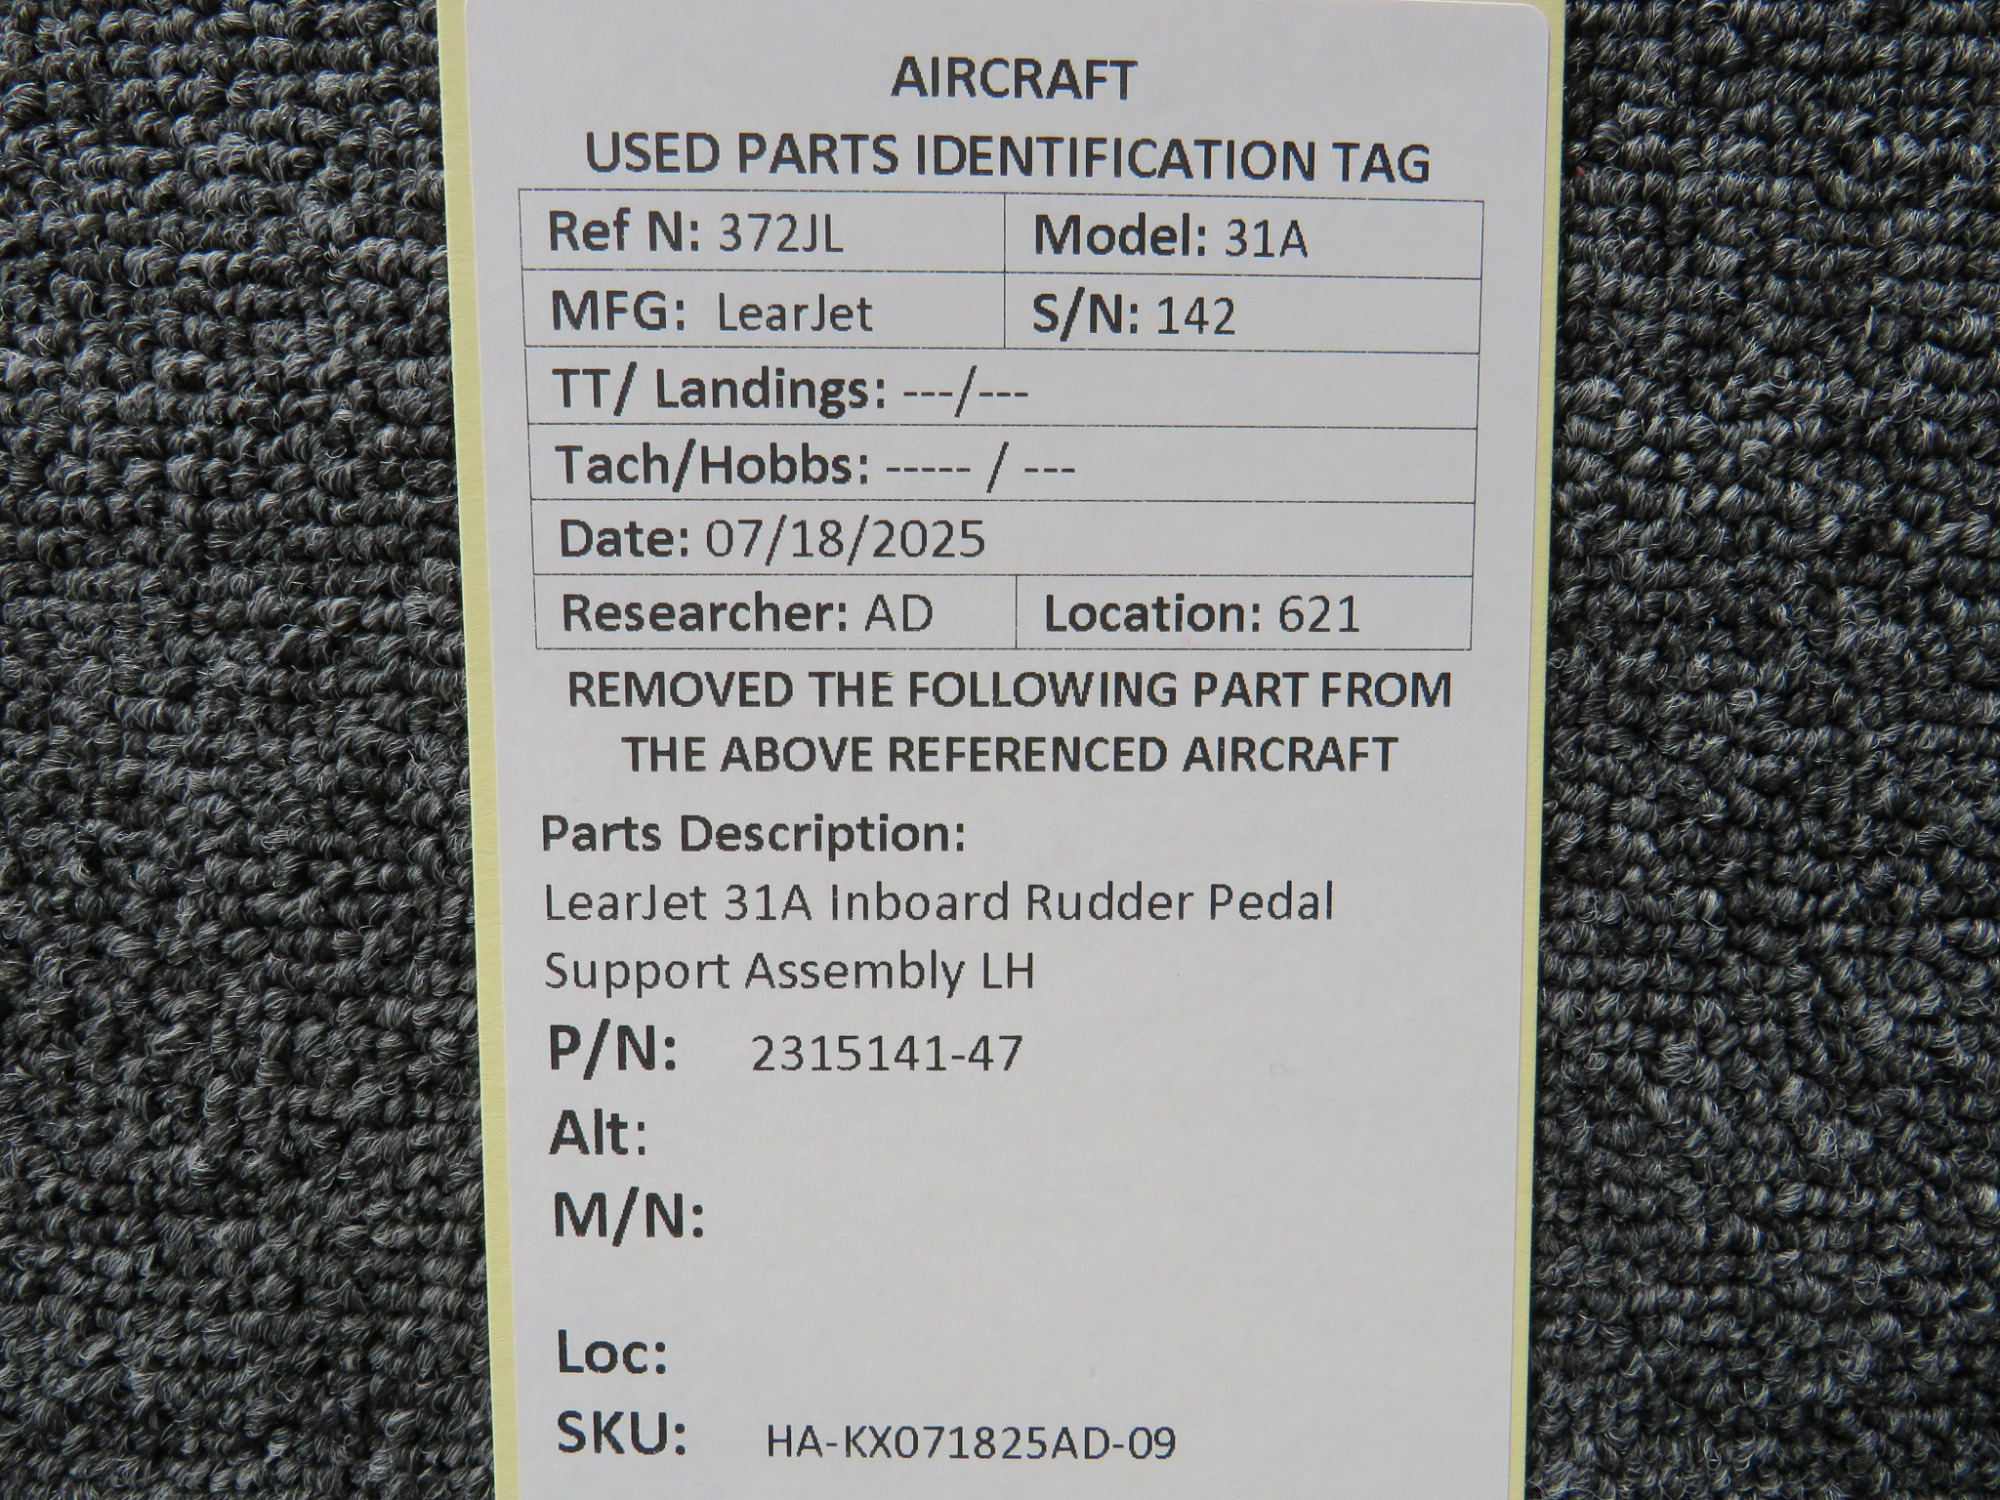 AIRCRAFT
USED PARTS IDENTIFICATION TAG
Ref N: 372JL Model: 31A
MFG: LearJet S/N: 142
TT/ Landings: ---/---
Tach/Hobbs: ----- / ---
Date: 07/18/2025
Researcher: AD Location: 621
REMOVED THE FOLLOWING PART FROM
THE ABOVE REFERENCED AIRCRAFT
Parts Description:
LearJet 31A Inboard Rudder Pedal
Support Assembly LH
P/N: 2315141-47
Alt:
M/N:
Loc:
SKU: HA-KX071825AD-09